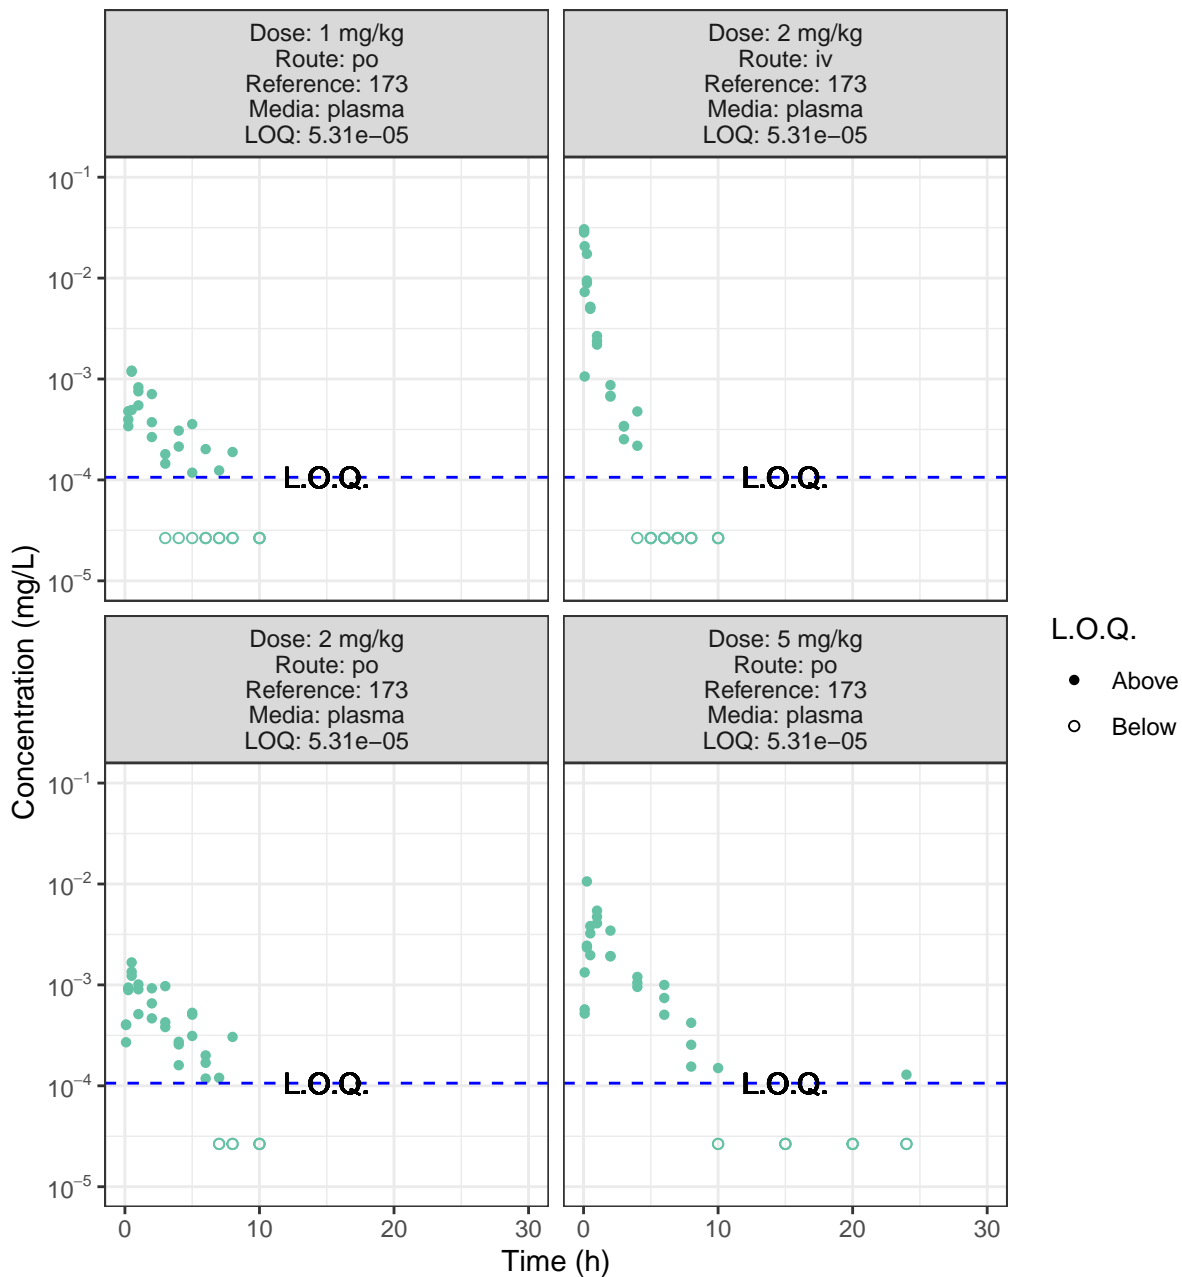 Dose: 1 mg/kg
Route: po
Reference: 173
Media: plasma
LOQ: 5.31e−05
Dose: 2 mg/kg
Route: iv
Reference: 173
Media: plasma
LOQ: 5.31e−05
10⁻¹
10⁻²
10⁻³
10⁻⁴
10⁻⁵
L.O.Q.
L.O.Q.
Dose: 2 mg/kg
Route: po
Reference: 173
Media: plasma
LOQ: 5.31e−05
Dose: 5 mg/kg
Route: po
Reference: 173
Media: plasma
LOQ: 5.31e−05
10⁻¹
10⁻²
10⁻³
10⁻⁴
10⁻⁵
L.O.Q.
L.O.Q.
0 10 20 30
0 10 20 30
Time (h)
Concentration (mg/L)
L.O.Q.
Above
Below